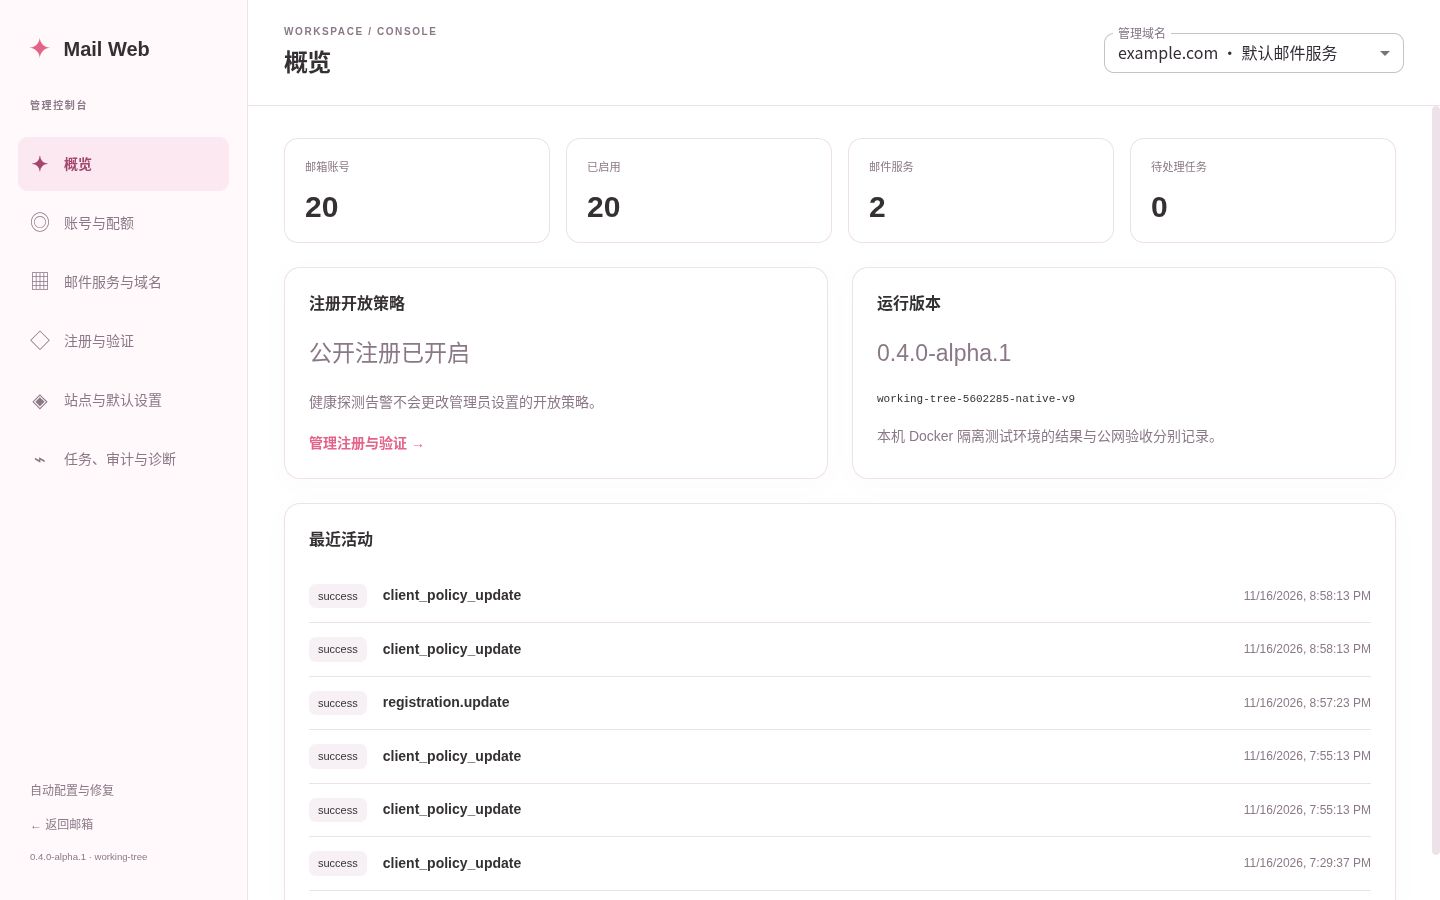 Mail Web
管理控制台
概览
账号与配额
邮件服务与域名
注册与验证
站点与默认设置
任务、审计与诊断
自动配置与修复
← 返回邮箱
0.4.0-alpha.1 · working-tree
WORKSPACE / CONSOLE
概览
管理域名
example.com · 默认邮件服务
邮箱账号
20
已启用
20
邮件服务
2
待处理任务
0
注册开放策略
公开注册已开启
健康探测告警不会更改管理员设置的开放策略。
管理注册与验证 →
运行版本
0.4.0-alpha.1
working-tree-5602285-native-v9
本机 Docker 隔离测试环境的结果与公网验收分别记录。
最近活动
success client_policy_update 11/16/2026, 8:58:13 PM
success client_policy_update 11/16/2026, 8:58:13 PM
success registration.update 11/16/2026, 8:57:23 PM
success client_policy_update 11/16/2026, 7:55:13 PM
success client_policy_update 11/16/2026, 7:55:13 PM
success client_policy_update 11/16/2026, 7:29:37 PM